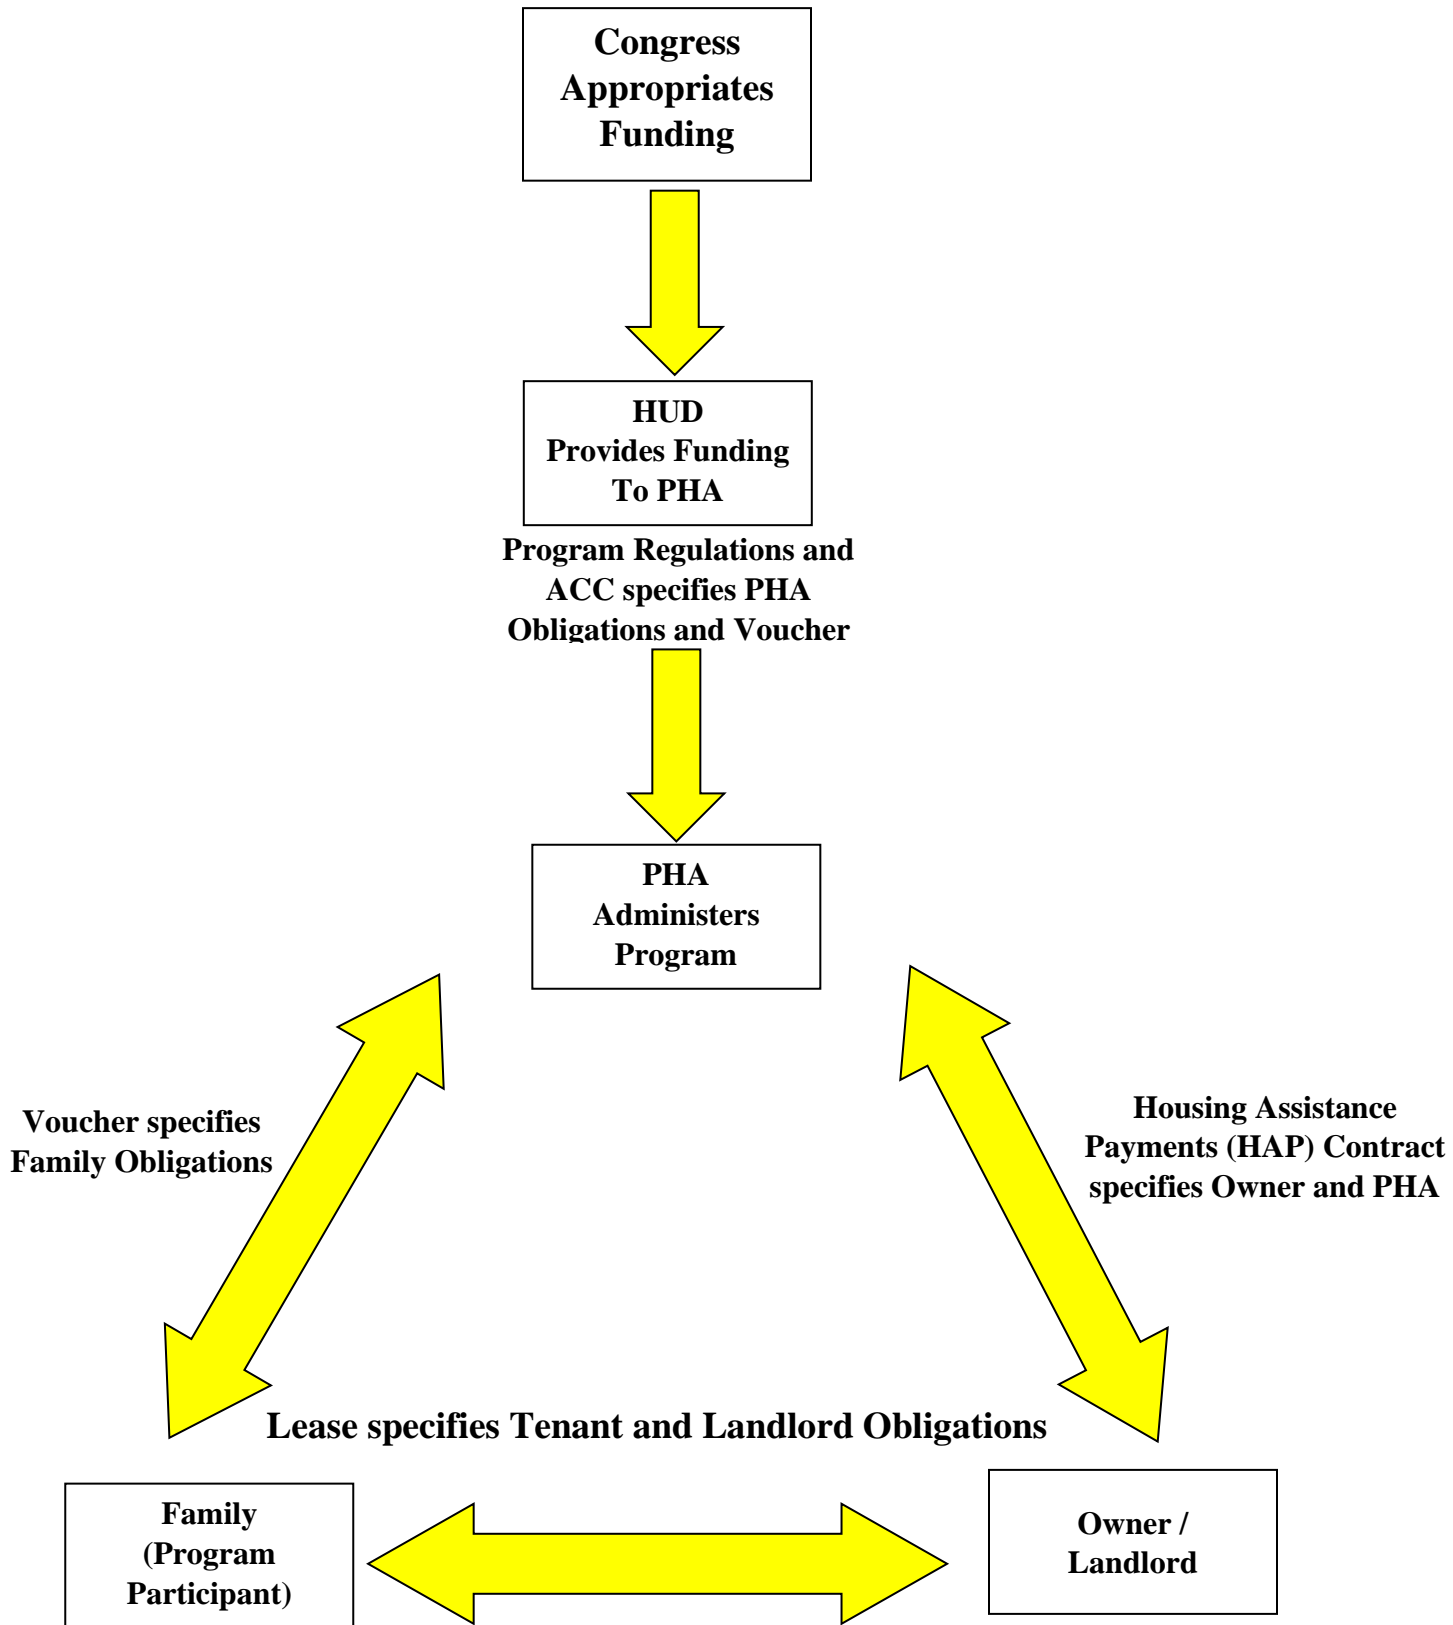 Congress
Appropriates
Funding
HUD
Provides Funding
To PHA
Program Regulations and
ACC specifies PHA
Obligations and Voucher
PHA
Administers
Program
Voucher specifies
Family Obligations
Housing Assistance
Payments (HAP) Contract
specifies Owner and PHA
Lease specifies Tenant and Landlord Obligations
Family
(Program
Participant)
Owner /
Landlord